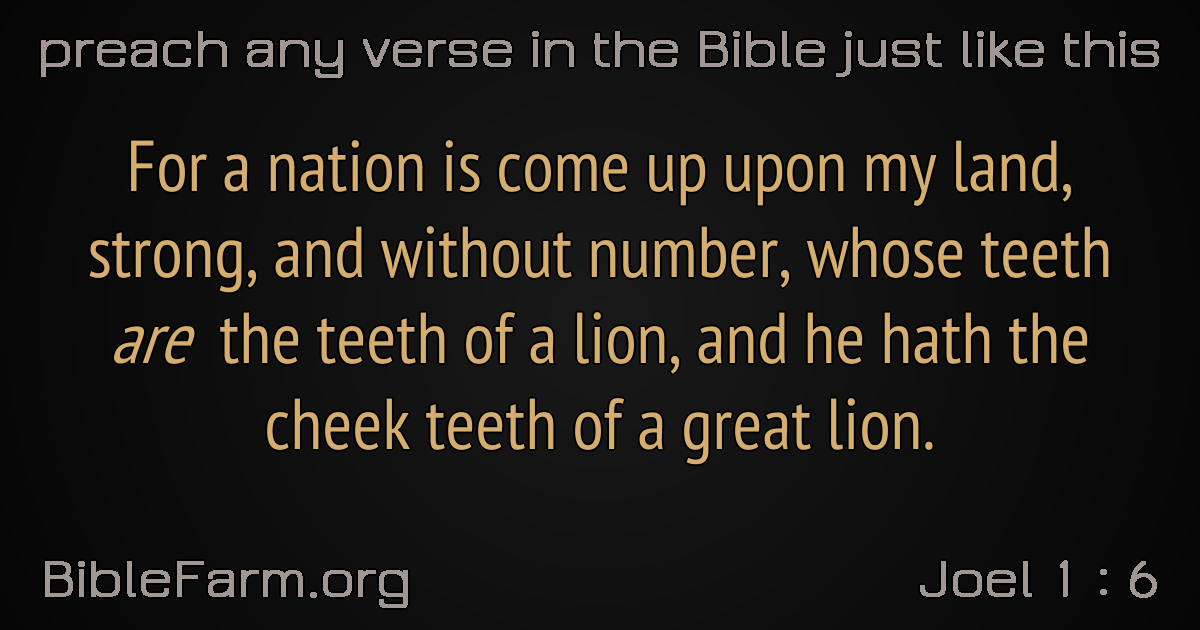 preach any verse in the Bible just like this
For a nation is come up upon my land,
strong, and without number, whose teeth
are the teeth of a lion, and he hath the
cheek teeth of a great lion.
BibleFarm.org
Joel 1 : 6